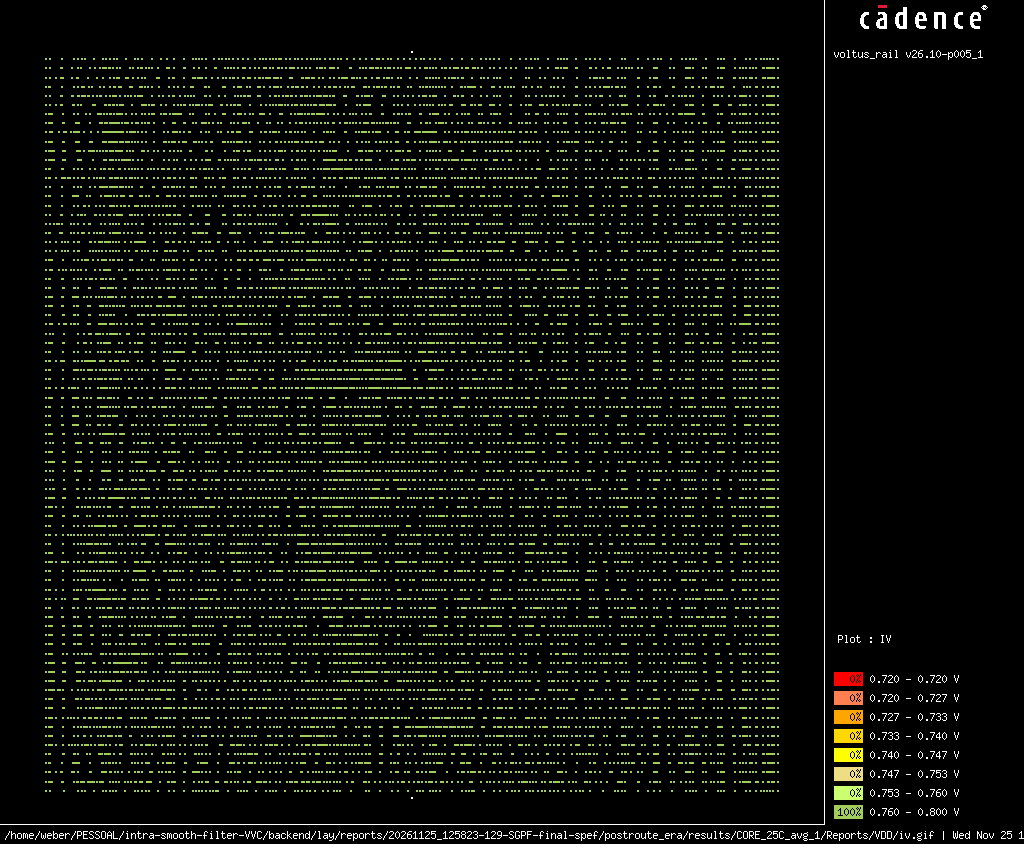 cādence®
voltus_rail v26.10-p005_1
Plot : IV
0% 0.720 - 0.720 V
0% 0.720 - 0.727 V
0% 0.727 - 0.733 V
0% 0.733 - 0.740 V
0% 0.740 - 0.747 V
0% 0.747 - 0.753 V
0% 0.753 - 0.760 V
100% 0.760 - 0.800 V
/home/weber/PESSOAL/intra-smooth-filter-VVC/backend/lay/reports/20261125_125823-129-SGPF-final-spef/postroute_era/results/CORE_25C_avg_1/Reports/VDD/iv.gif | Wed Nov 25 1